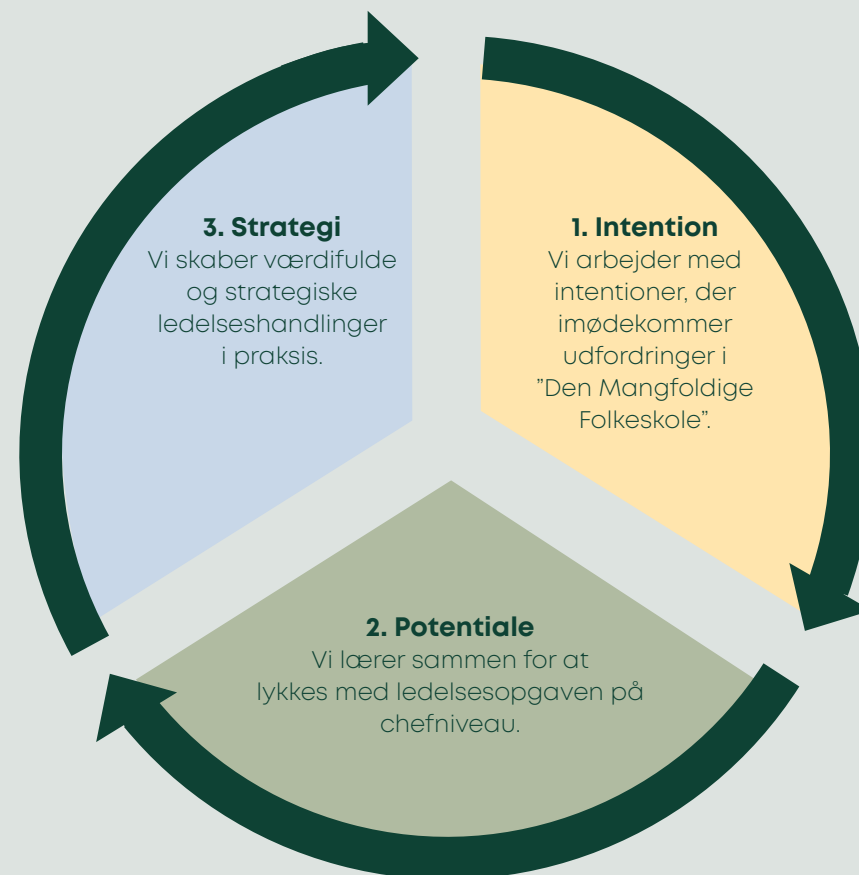 1. Intention
Vi arbejder med
intentioner, der
imødekommer
udfordringer i
”Den Mangfoldige
Folkeskole”.
2. Potentiale
Vi lærer sammen for at
lykkes med ledelsesopgaven på
chefniveau.
3. Strategi
Vi skaber værdifulde
og strategiske
ledelseshandlinger
i praksis.